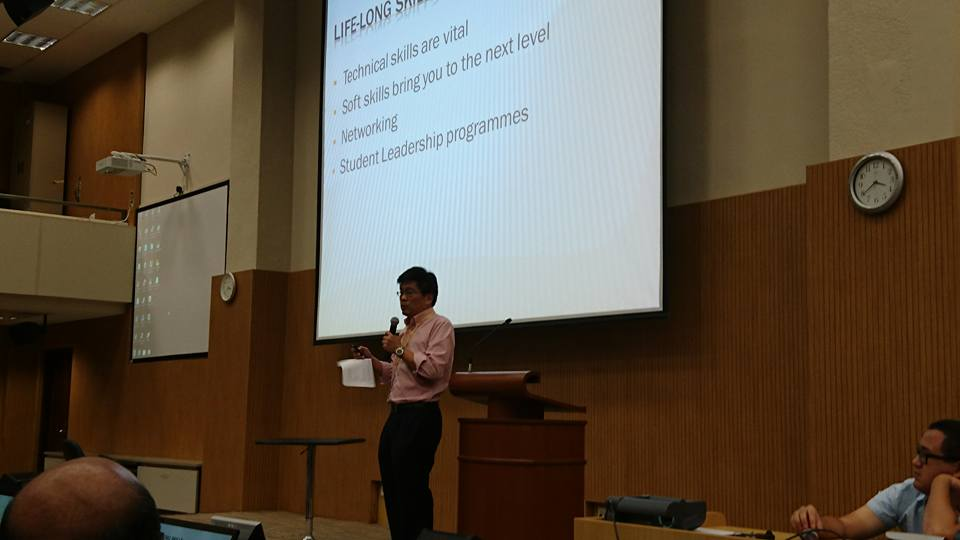 LIFE-LONG
Technical skills are vital
Soft skills bring you to the next level
Networking
Student Leadership programmes